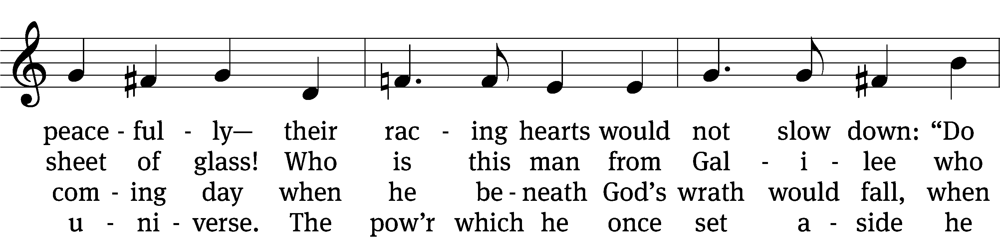 peace - ful - ly— their rac - ing hearts would not slow down: “Do
sheet of glass! Who is this man from Gal - i - lee who
com - ing day when he be - neath God’s wrath would fall, when
u - ni - verse. The pow’r which he once set a - side he